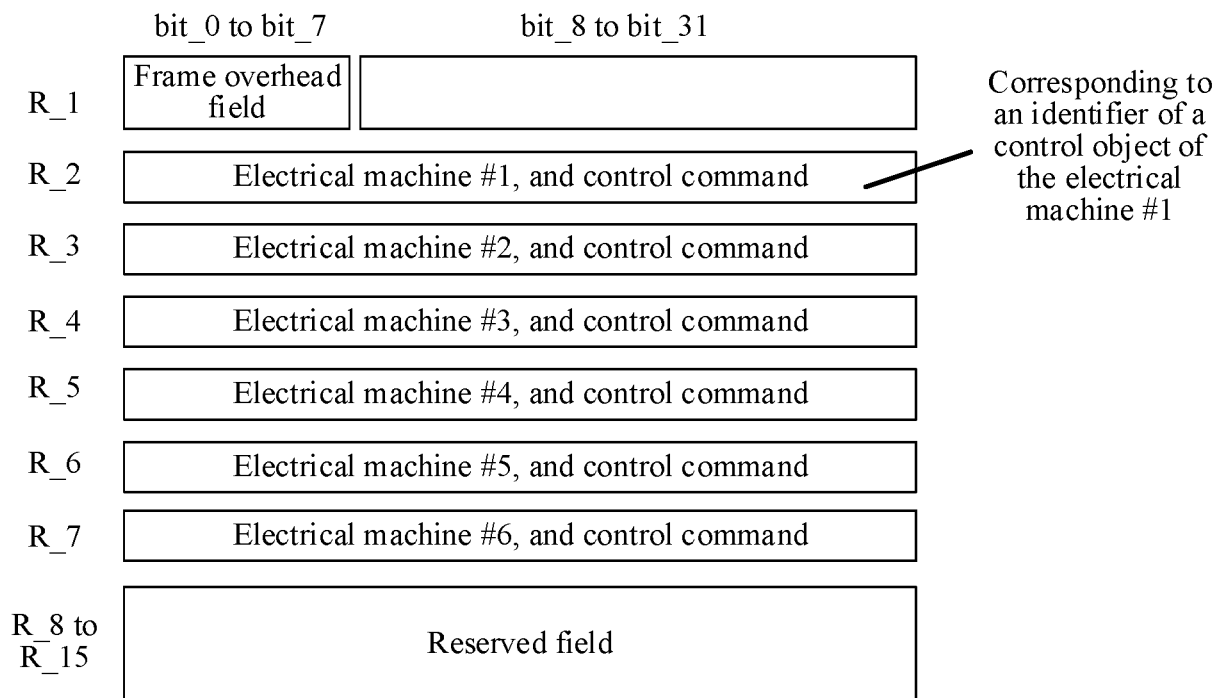 bit_0 to bit_7
bit_8 to bit_31
R_1
Frame overhead
field
Corresponding to
an identifier of a
control object of
the electrical
machine #1
R_2
Electrical machine #1, and control command
R_3
Electrical machine #2, and control command
R_4
Electrical machine #3, and control command
R_5
Electrical machine #4, and control command
R_6
Electrical machine #5, and control command
R_7
Electrical machine #6, and control command
R_8 to
R_15
Reserved field